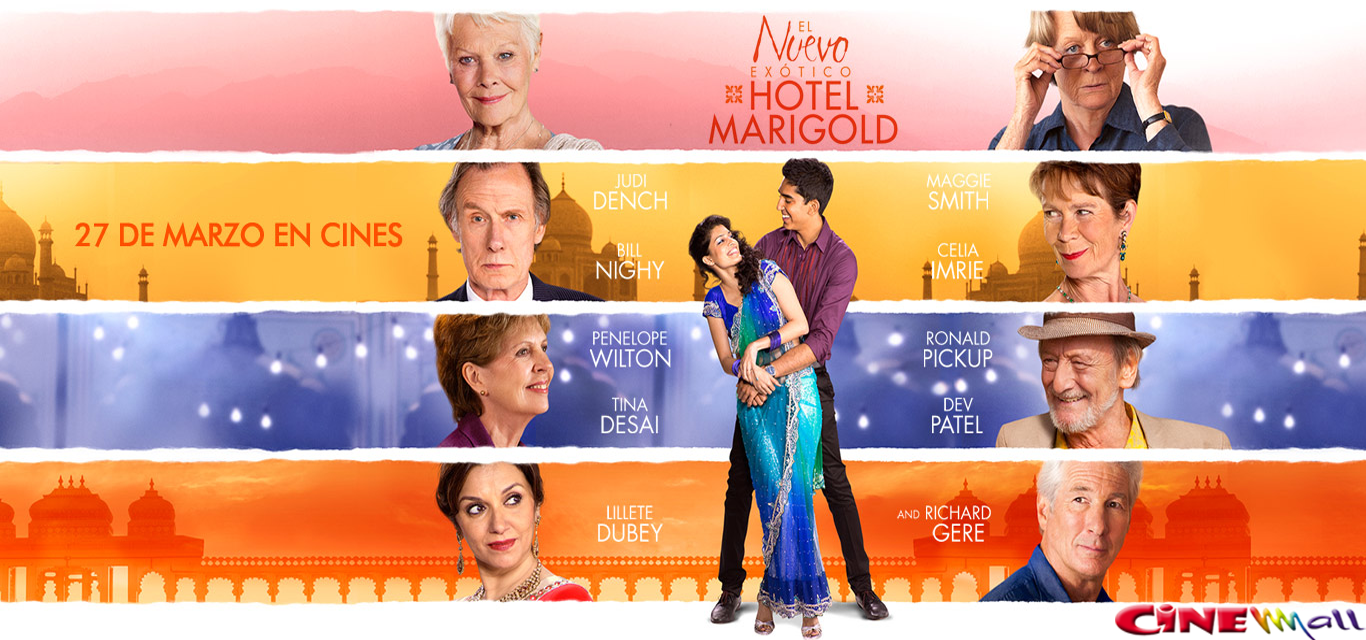 EL
Nuevo
EXÓTICO
HOTEL
MARIGOLD
27 DE MARZO EN CINES
JUDI
DENCH
MAGGIE
SMITH
BILL
NIGHY
CELIA
IMRIE
PENELOPE
WILTON
RONALD
PICKUP
TINA
DESAI
DEV
PATEL
LILLETE
DUBEY
AND RICHARD
GERE
CINEMALL